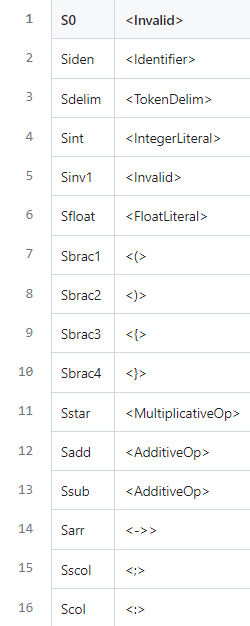 1 S0 <Invalid>
2 Siden <Identifier>
3 Sdelim <TokenDelim>
4 Sint <IntegerLiteral>
5 Sinv1 <Invalid>
6 Sfloat <FloatLiteral>
7 Sbrac1 <(>
8 Sbrac2 <)>
9 Sbrac3 <{>
10 Sbrac4 <}>
11 Sstar <MultiplicativeOp>
12 Sadd <AdditiveOp>
13 Ssub <AdditiveOp>
14 Sarr <->>
15 Sscol <;>
16 Scol <:>